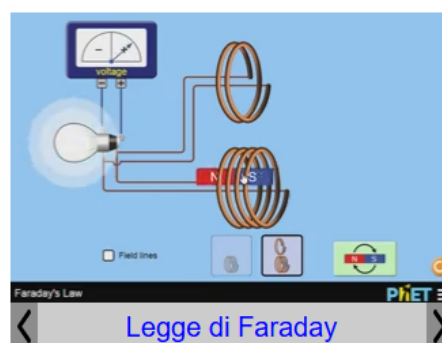 − +
voltage
− +
N S
Field lines
N S
Faraday's Law PhET
Legge di Faraday